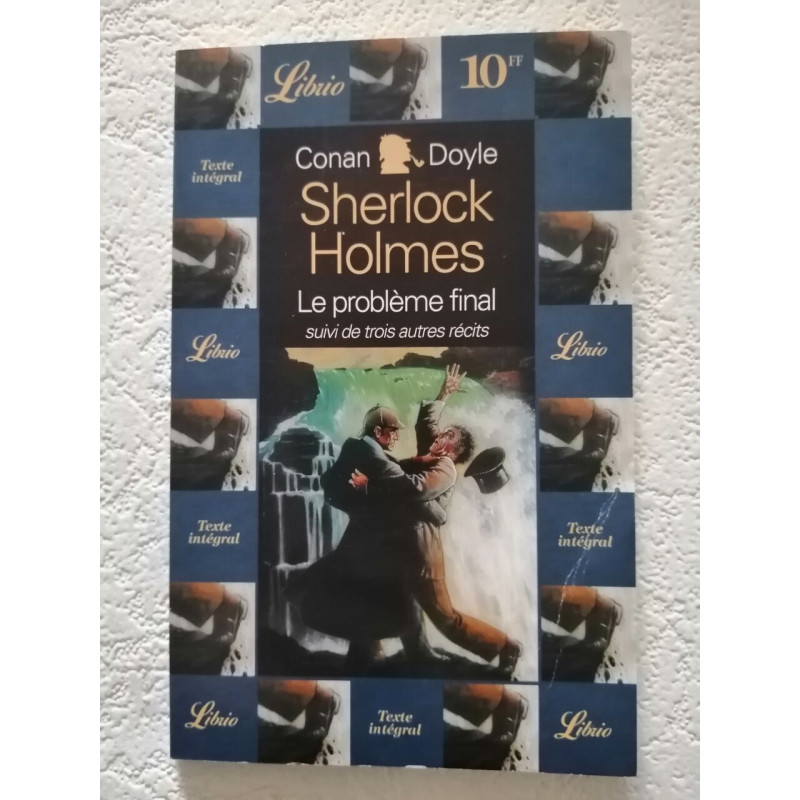 Librio
10FF
Texte
intégral
Conan Doyle
Sherlock
Holmes
Le problème final
suivi de trois autres récits
Librio
Librio
Texte
intégral
Texte
intégral
Librio
Texte
intégral
Librio